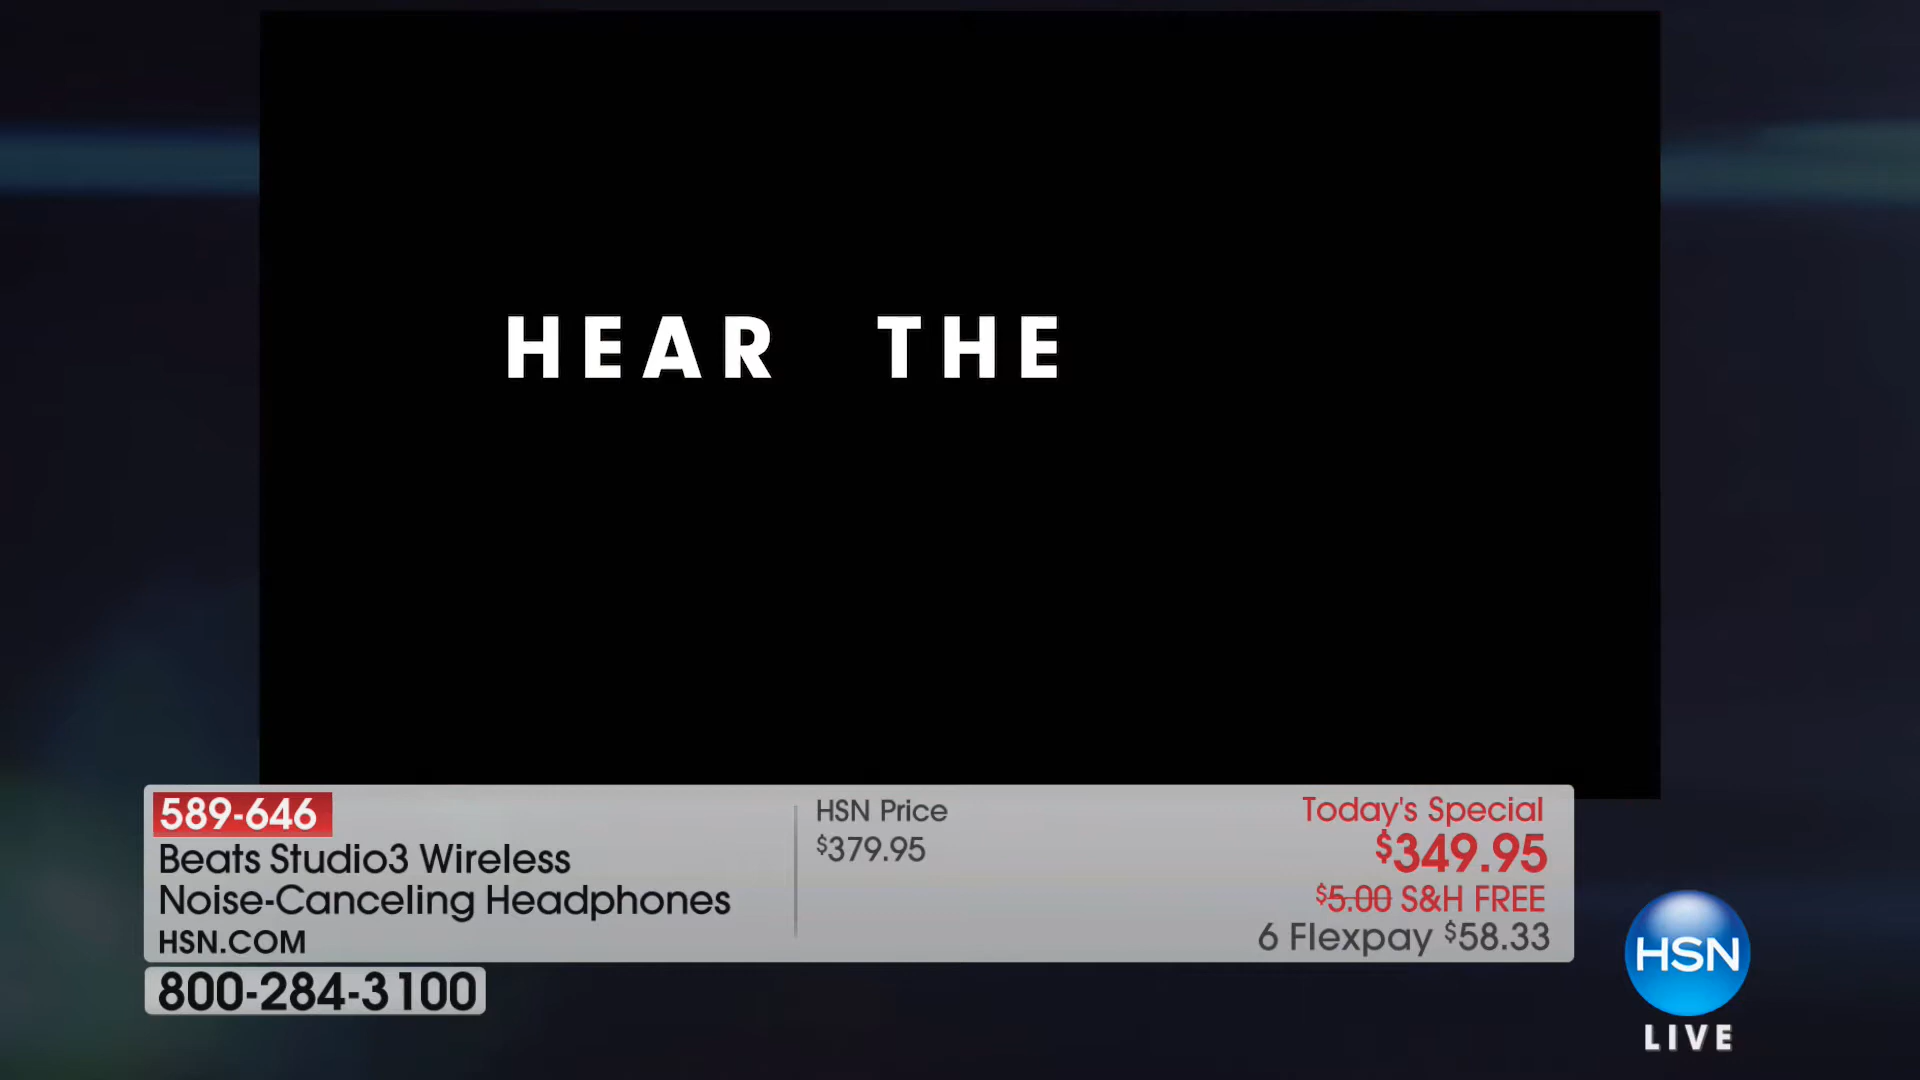 HEAR THE
589-646
Beats Studio3 Wireless
Noise-Canceling Headphones
HSN.COM
800-284-3100
HSN Price
$379.95
Today's Special
$349.95
$5.00 S&H FREE
6 Flexpay $58.33
HSN
LIVE